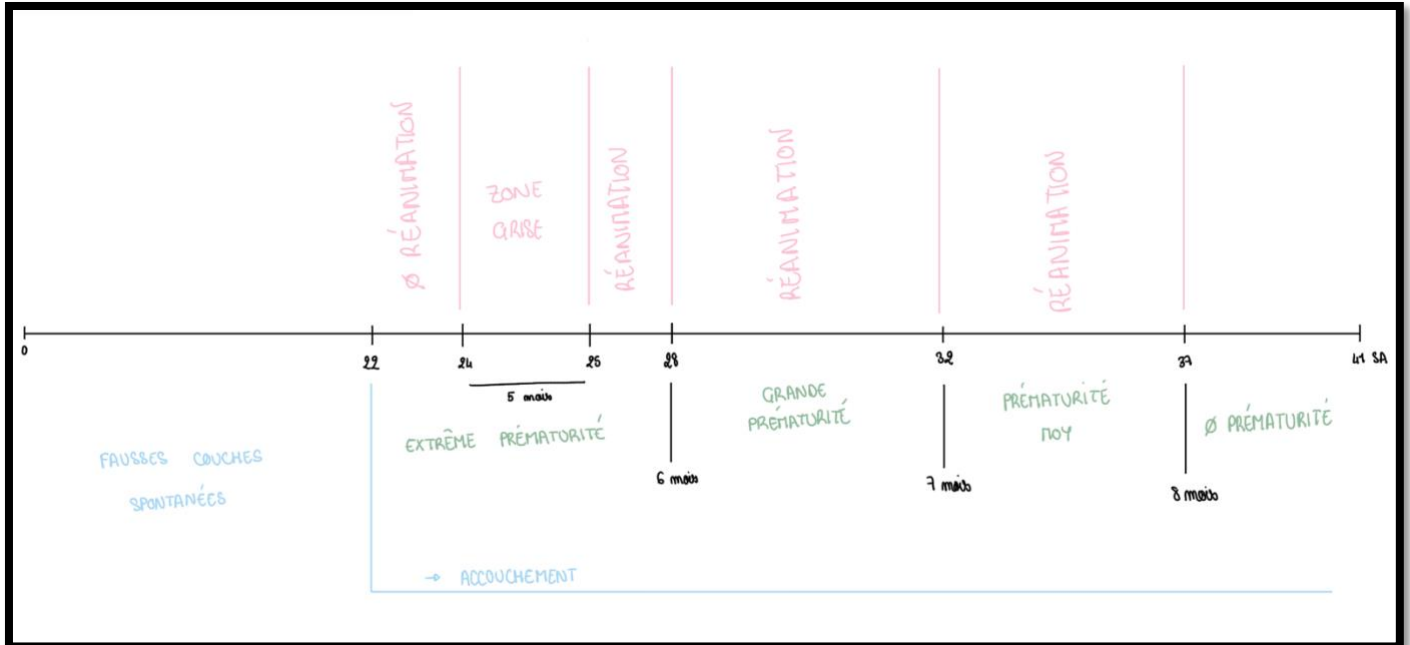 Ø RÉANIMATION
ZONE
GRISE
RÉANIMATION
RÉANIMATION
RÉANIMATION
0
22
24
25
28
32
37
41 SA
5 mois
EXTRÊME PRÉMATURITÉ
GRANDE
PRÉMATURITÉ
PRÉMATURITÉ
MOY
Ø PRÉMATURITÉ
FAUSSES COUCHES
SPONTANÉES
6 mois
7 mois
8 mois
→ ACCOUCHEMENT